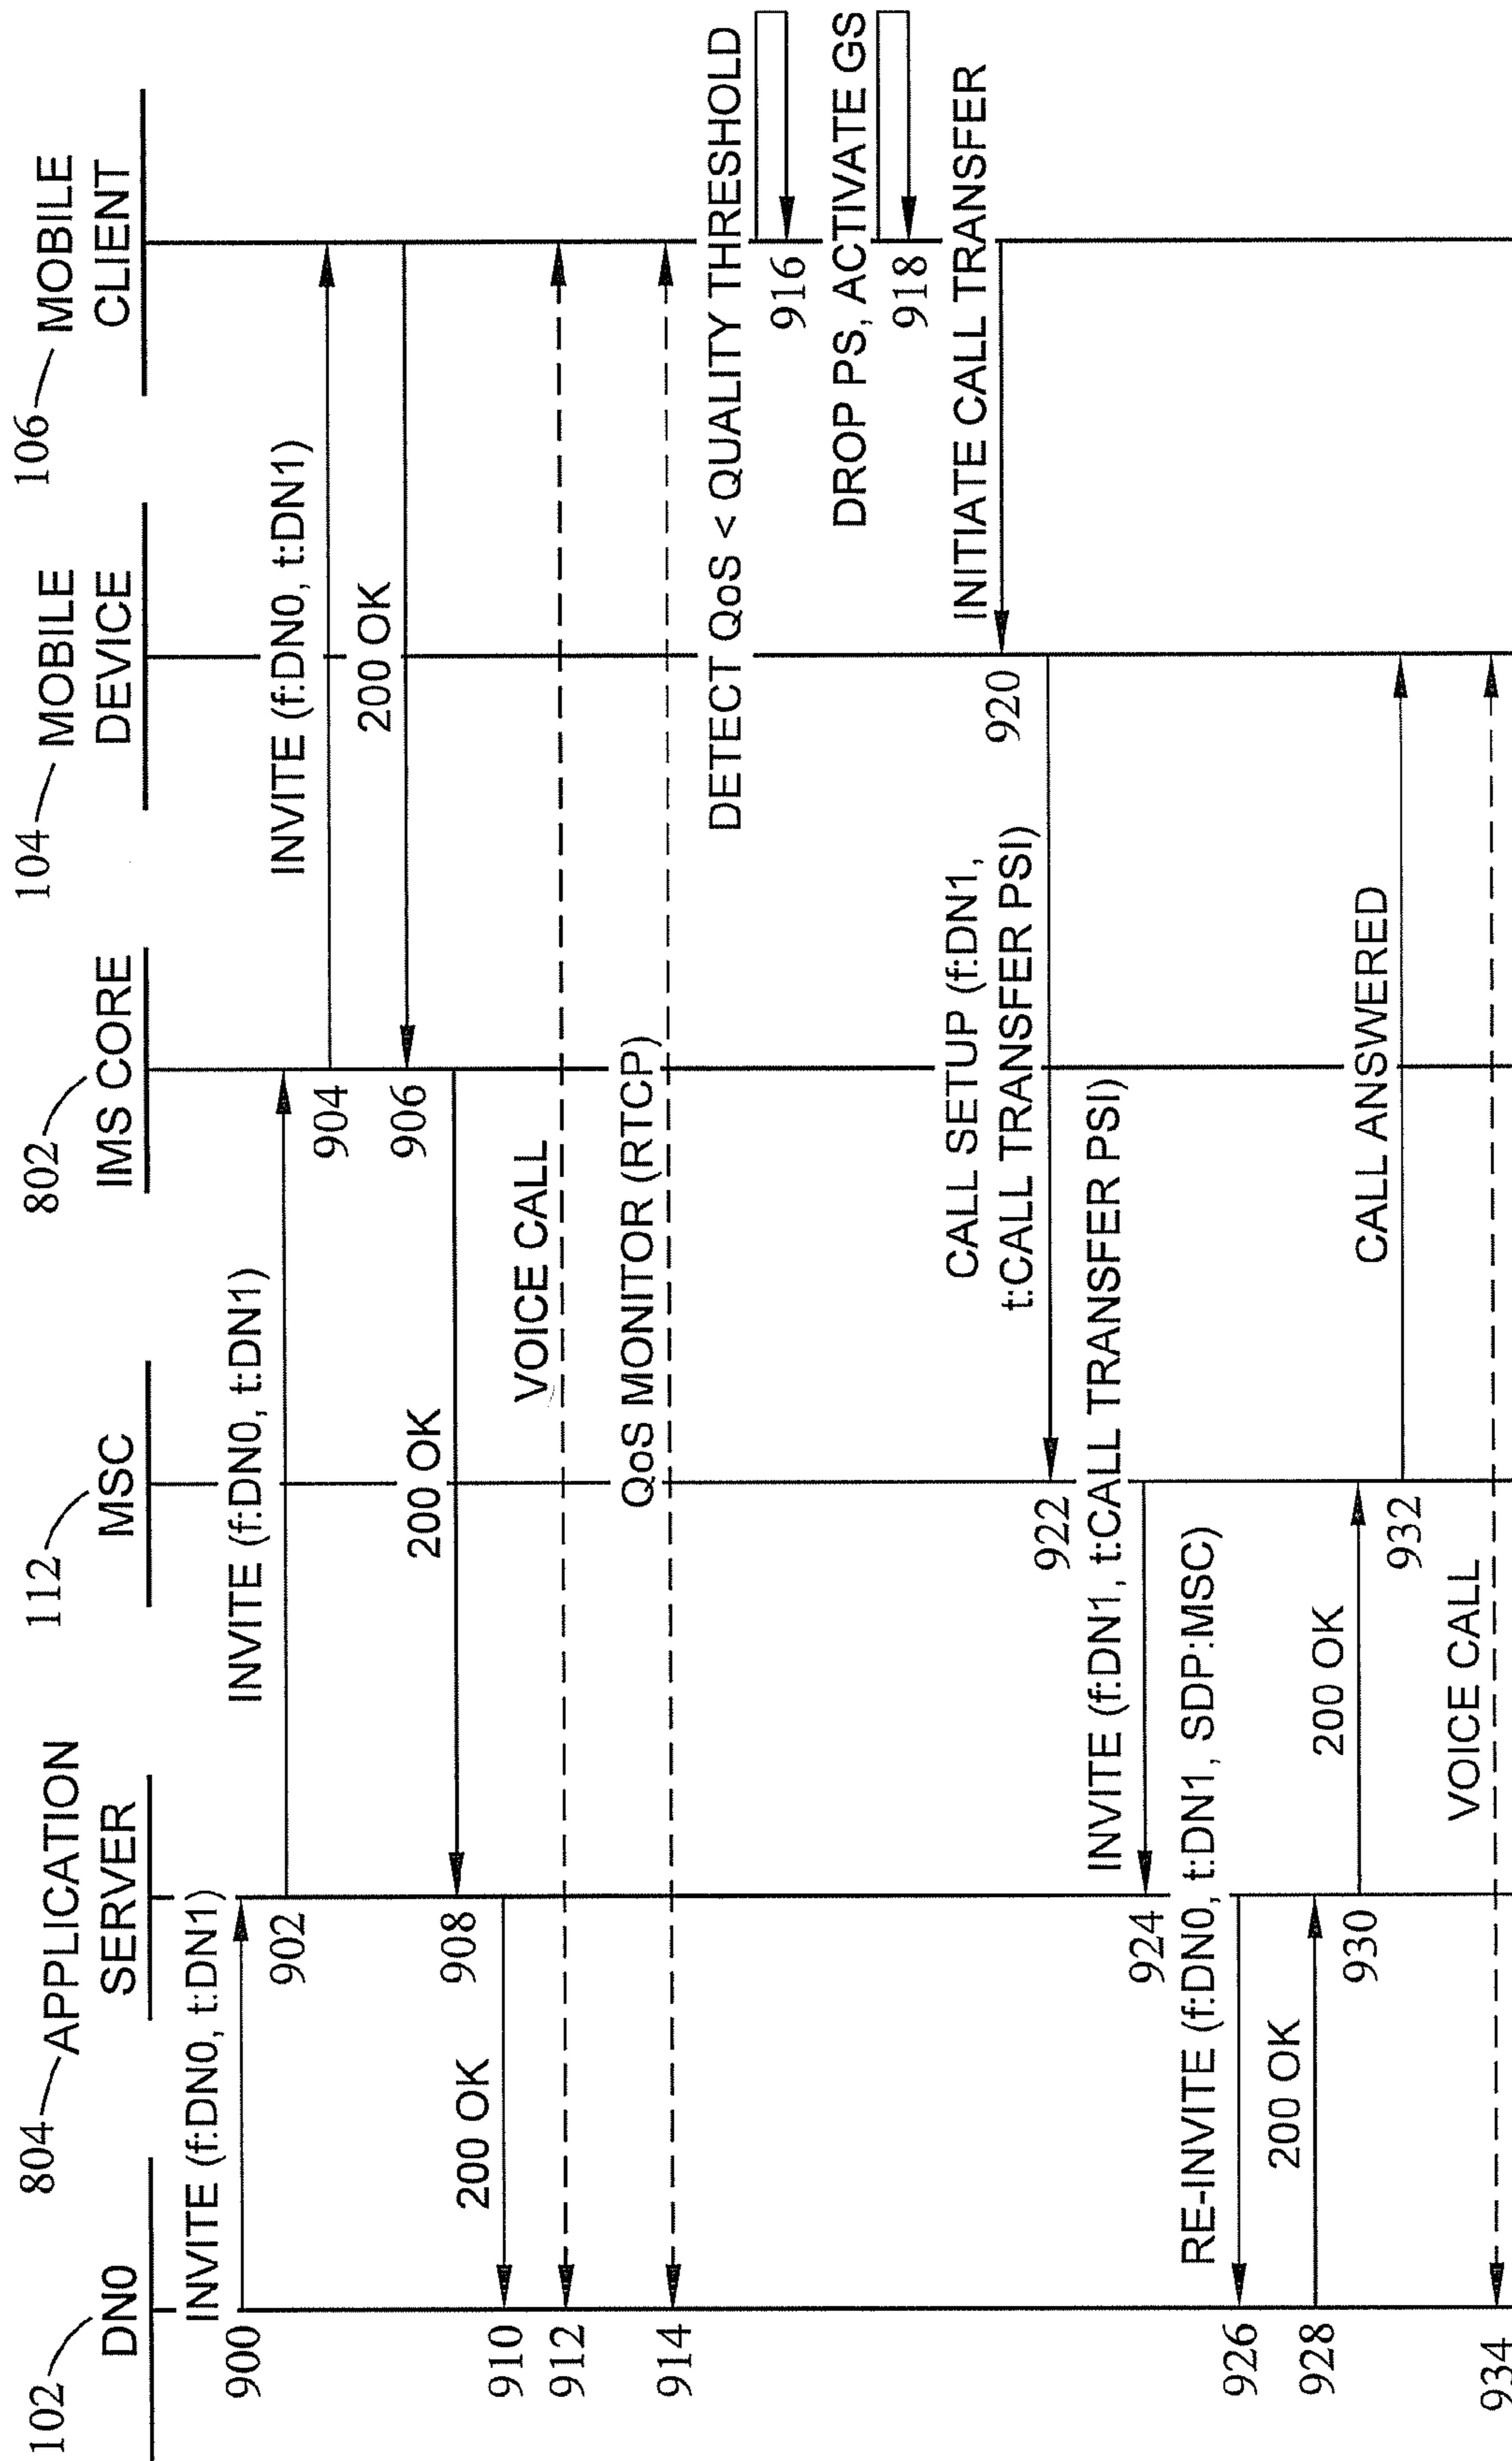 102
DN0
804
APPLICATION
SERVER
112
MSC
802
IMS CORE
104
MOBILE
DEVICE
106
MOBILE
CLIENT
900
INVITE (f:DN0, t:DN1)
902
INVITE (f:DN0, t:DN1)
904
INVITE (f:DN0, t:DN1)
906
200 OK
908
200 OK
910
200 OK
912
VOICE CALL
914
QoS MONITOR (RTCP)
DETECT QoS < QUALITY THRESHOLD
916
DROP PS, ACTIVATE GS
918
INITIATE CALL TRANSFER
920
CALL SETUP (f:DN1,
t:CALL TRANSFER PSI)
922
INVITE (f:DN1, t:CALL TRANSFER PSI)
924
RE-INVITE (f:DN0, t:DN1, SDP:MSC)
926
200 OK
928
200 OK
930
CALL ANSWERED
932
VOICE CALL
934